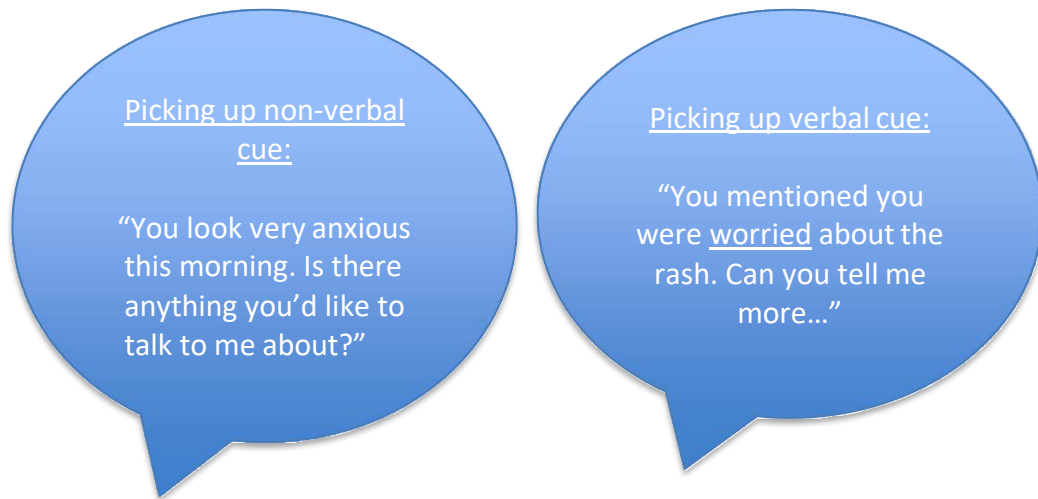 Picking up non-verbal
cue:
“You look very anxious
this morning. Is there
anything you’d like to
talk to me about?”
Picking up verbal cue:
“You mentioned you
were worried about the
rash. Can you tell me
more…”